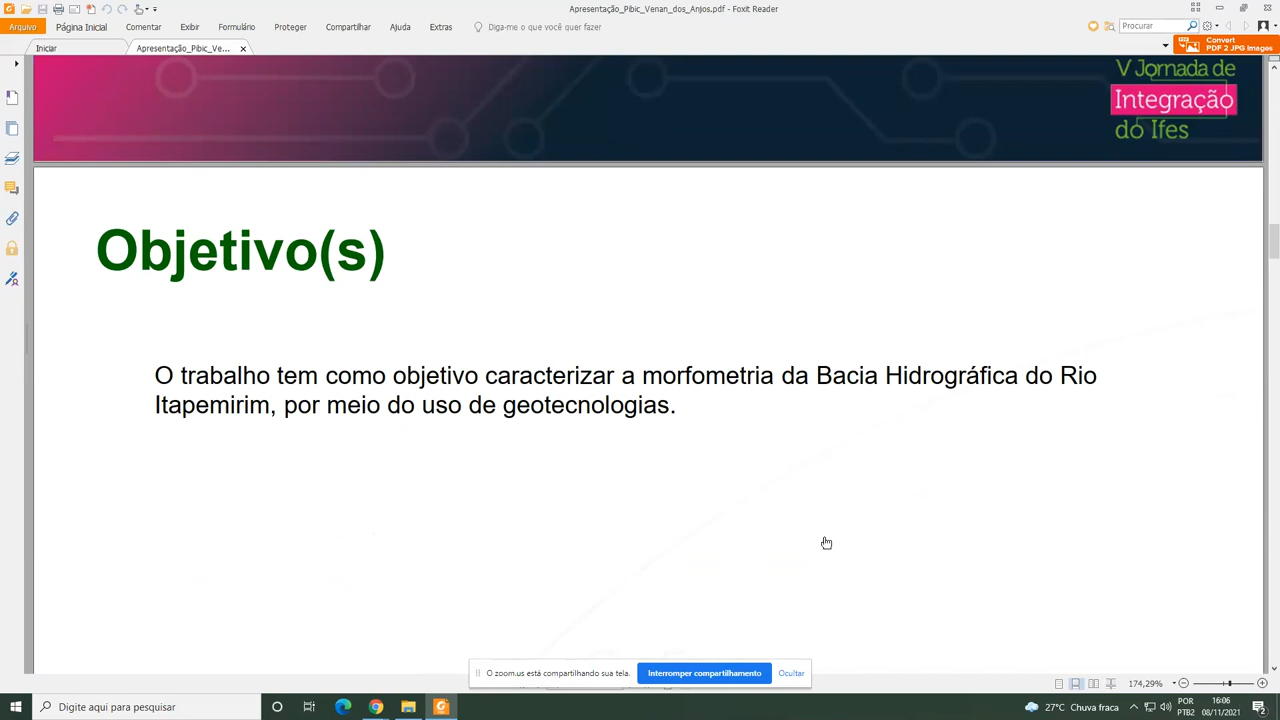 Apresentação_Pibic_Venan_dos_Anjos.pdf - Foxit Reader
Arquivo Página Inicial Comentar Exibir Formulário Proteger Compartilhar Ajuda Extras Diga-me o que você quer fazer Procurar
Iniciar Apresentação_Pibic_Ve... Convert
PDF 2 JPG Images
V Jornada de
Integração
do Ifes
Objetivo(s)
O trabalho tem como objetivo caracterizar a morfometria da Bacia Hidrográfica do Rio
Itapemirim, por meio do uso de geotecnologias.
O zoom.us está compartilhando sua tela. Interromper compartilhamento Ocultar
174,29%
Digite aqui para pesquisar 27°C Chuva fraca POR 16:06
PTB2 08/11/2021 2